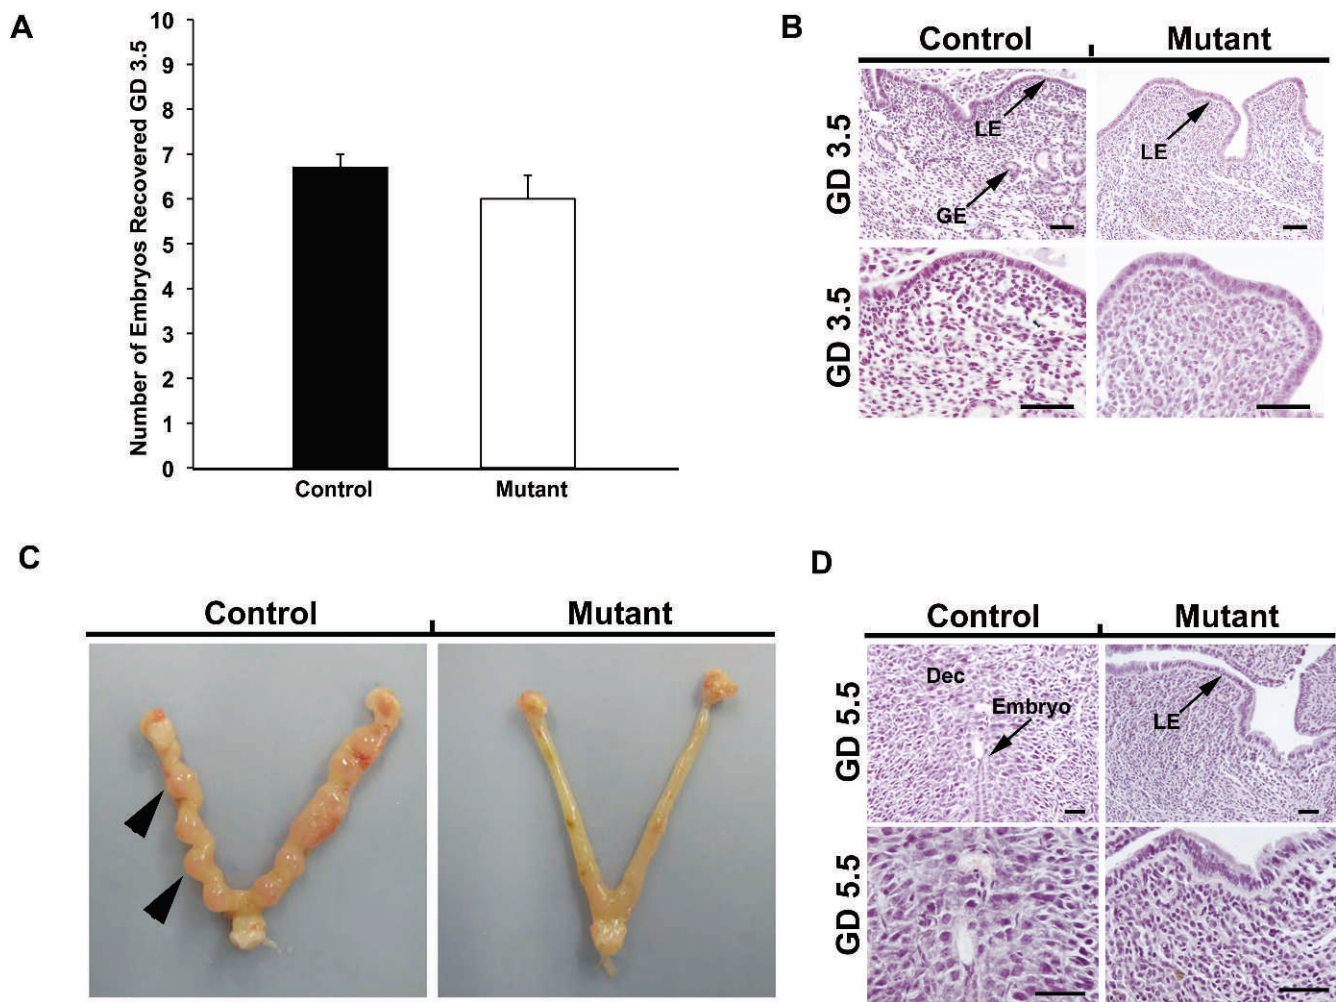 A
Number of Embryos Recovered GD 3.5
10
9
8
7
6
5
4
3
2
1
0
Control
Mutant
B
Control
Mutant
GD 3.5
LE
GE
LE
GD 3.5
C
Control
Mutant
D
Control
Mutant
GD 5.5
Dec
Embryo
LE
GD 5.5